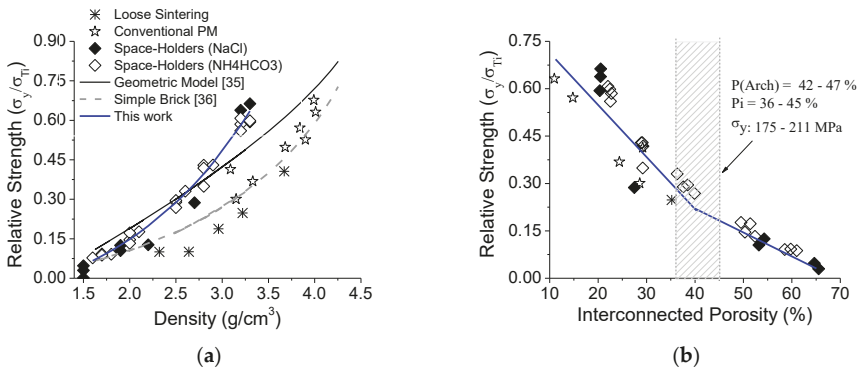 Loose Sintering
Conventional PM
Space-Holders (NaCl)
Space-Holders (NH4HCO3)
Geometric Model [35]
Simple Brick [36]
This work
Relative Strength (σy/σTi)
0.90
0.75
0.60
0.45
0.30
0.15
0.00
1.5 2.0 2.5 3.0 3.5 4.0 4.5
Density (g/cm³)
(a)
Relative Strength (σy/σTi)
0.75
0.60
0.45
0.30
0.15
0.00
P(Arch) = 42 - 47 %
Pi = 36 - 45 %
σy: 175 - 211 MPa
10 20 30 40 50 60 70
Interconnected Porosity (%)
(b)